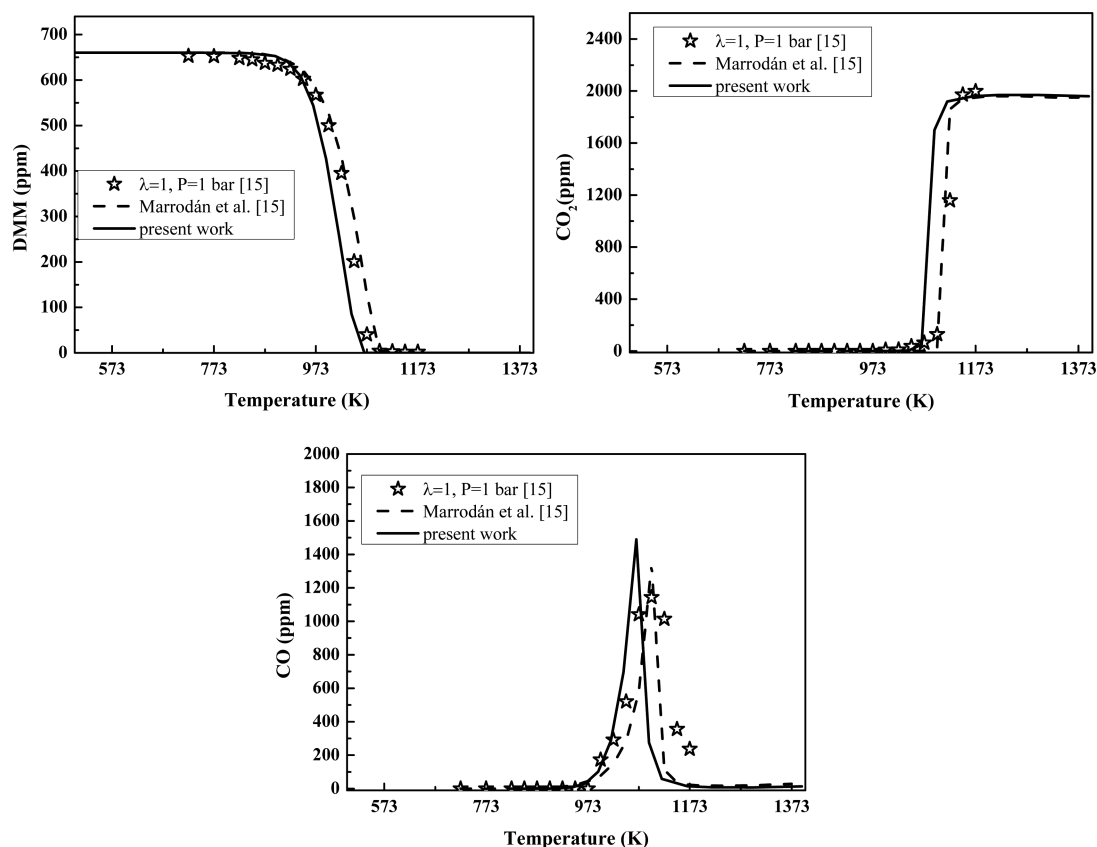 700
600
500
400
300
200
100
0
DMM (ppm)
λ=1, P=1 bar [15]
Marrodán et al. [15]
present work
573 773 973 1173 1373
Temperature (K)
2400
2000
1600
1200
800
400
0
CO₂(ppm)
λ=1, P=1 bar [15]
Marrodán et al. [15]
present work
573 773 973 1173 1373
Temperature (K)
2000
1800
1600
1400
1200
1000
800
600
400
200
0
CO (ppm)
λ=1, P=1 bar [15]
Marrodán et al. [15]
present work
573 773 973 1173 1373
Temperature (K)